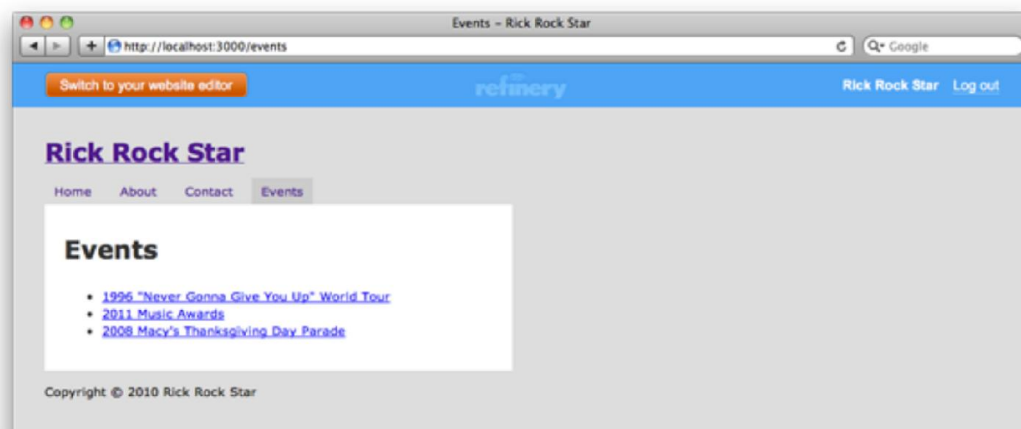 Events – Rick Rock Star
http://localhost:3000/events
Google
Switch to your website editor
refinery
Rick Rock Star Log out
Rick Rock Star
Home About Contact Events
Events
1996 "Never Gonna Give You Up" World Tour
2011 Music Awards
2008 Macy's Thanksgiving Day Parade
Copyright © 2010 Rick Rock Star